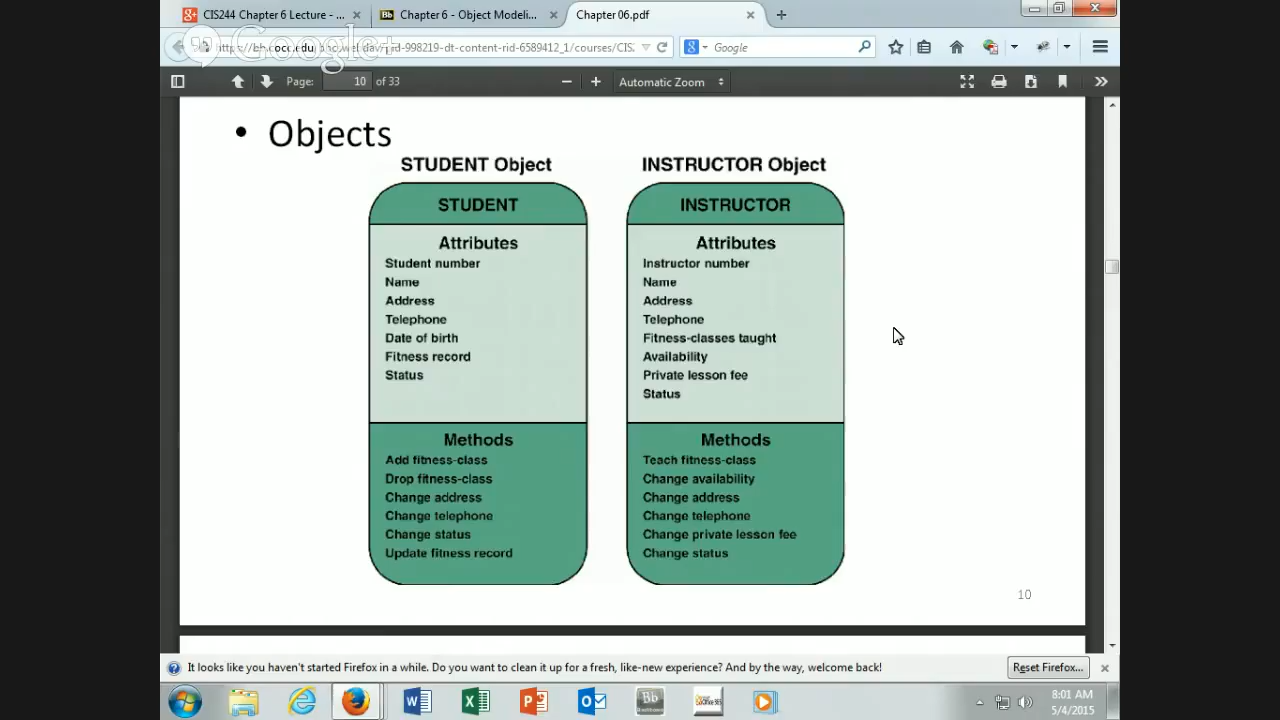 CIS244 Chapter 6 Lecture - ...
Chapter 6 - Object Modeli...
Chapter 06.pdf
Google+
Google
Page: 10 of 33
Automatic Zoom
• Objects
STUDENT Object
STUDENT
Attributes
Student number
Name
Address
Telephone
Date of birth
Fitness record
Status
Methods
Add fitness-class
Drop fitness-class
Change address
Change telephone
Change status
Update fitness record
INSTRUCTOR Object
INSTRUCTOR
Attributes
Instructor number
Name
Address
Telephone
Fitness-classes taught
Availability
Private lesson fee
Status
Methods
Teach fitness-class
Change availability
Change address
Change telephone
Change private lesson fee
Change status
10
It looks like you haven't started Firefox in a while. Do you want to clean it up for a fresh, like-new experience? And by the way, welcome back!
Reset Firefox...
8:01 AM
5/4/2015